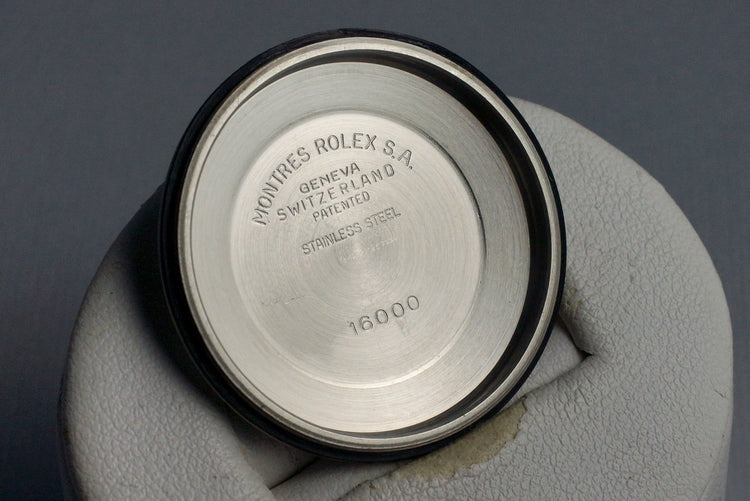 MONTRES ROLEX S.A.
GENEVA
SWITZERLAND
PATENTED
STAINLESS STEEL
16000